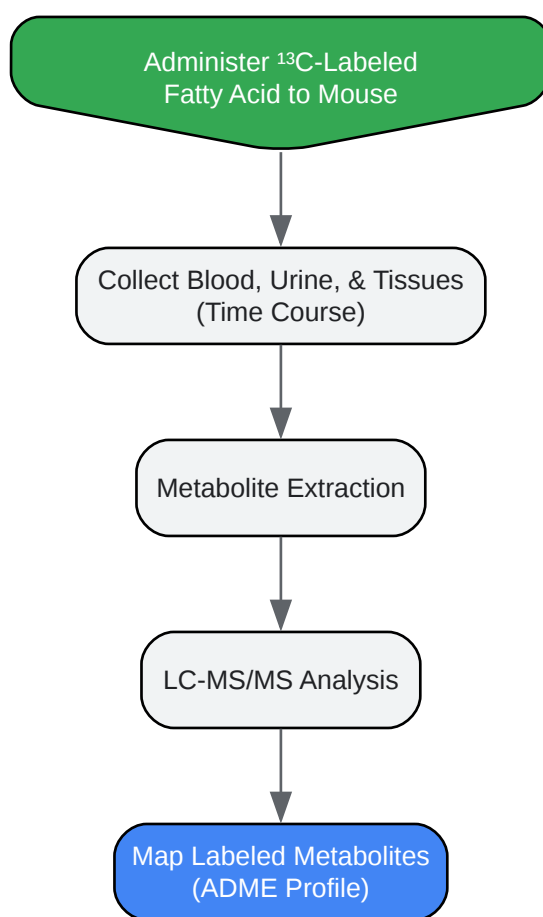 Administer ¹³C-Labeled
Fatty Acid to Mouse
Collect Blood, Urine, & Tissues
(Time Course)
Metabolite Extraction
LC-MS/MS Analysis
Map Labeled Metabolites
(ADME Profile)